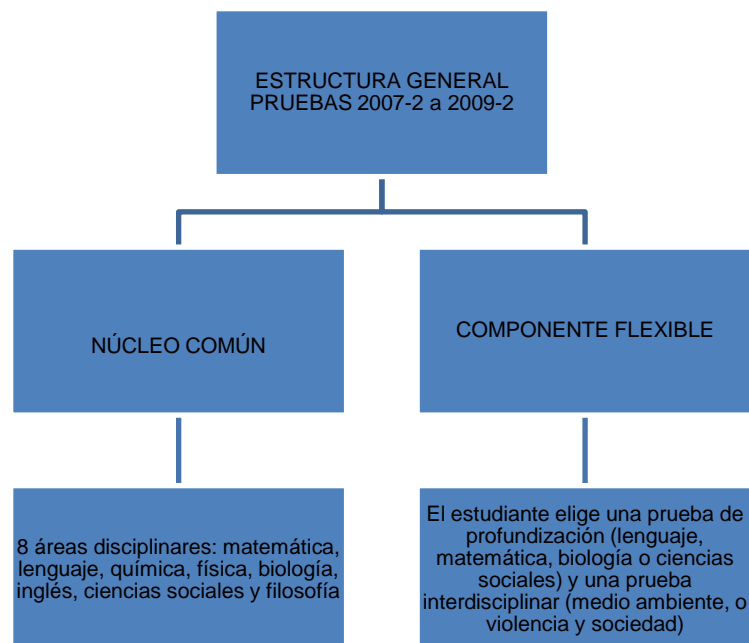 ESTRUCTURA GENERAL
PRUEBAS 2007-2 a 2009-2
NÚCLEO COMÚN
COMPONENTE FLEXIBLE
8 áreas disciplinares: matemática,
lenguaje, química, física, biología,
inglés, ciencias sociales y filosofía
El estudiante elige una prueba de
profundización (lenguaje,
matemática, biología o ciencias
sociales) y una prueba
interdisciplinar (medio ambiente, o
violencia y sociedad)